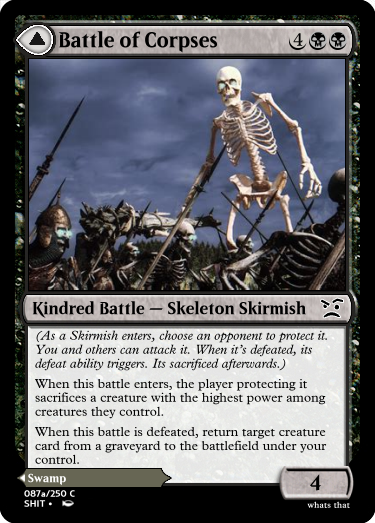 Battle of Corpses 4
Kindred Battle — Skeleton Skirmish
(As a Skirmish enters, choose an opponent to protect it.
You and others can attack it. When it's defeated, its
defeat ability triggers. Its sacrificed afterwards.)
When this battle enters, the player protecting it
sacrifices a creature with the highest power among
creatures they control.
When this battle is defeated, return target creature
card from a graveyard to the battlefield under your
control.
Swamp
4
087a/250 C
SHIT •
whats that